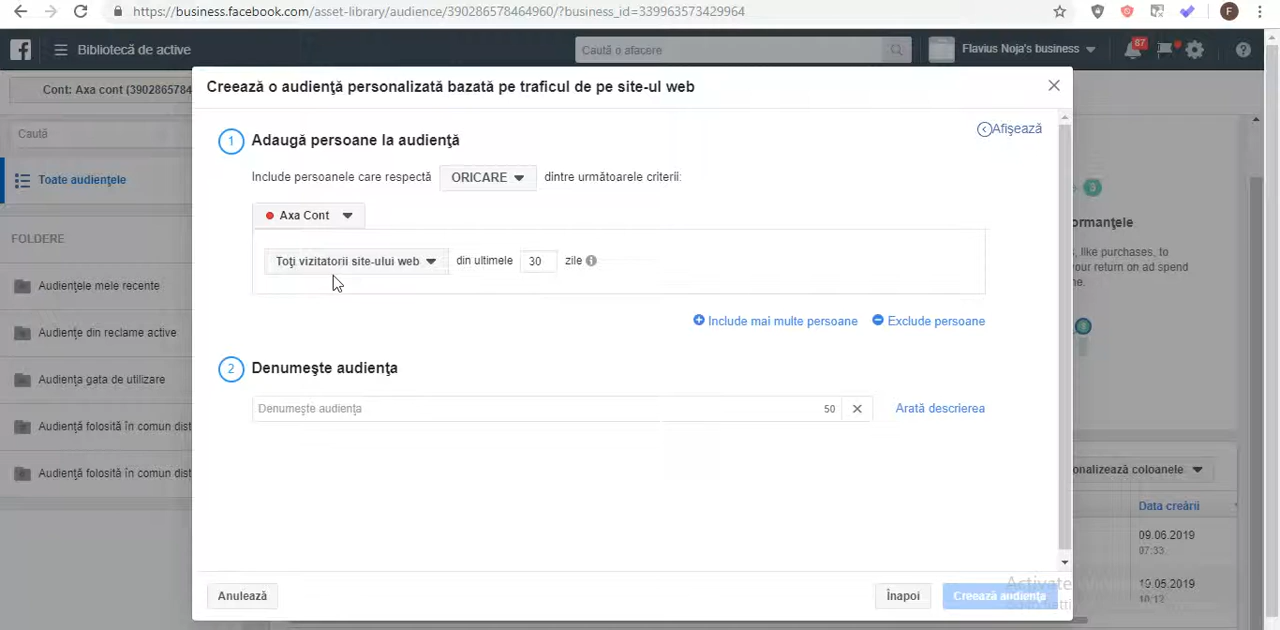 https://business.facebook.com/asset-library/audience/390286578464960/?business_id=339963573429964
F
Bibliotecă de active
Caută o afacere
Flavius Noja's business
87
Cont: Axa cont (3902865784
Caută
Toate audiențele
FOLDERE
Audiențele mele recente
Audiențe din reclame active
Audiența gata de utilizare
Audiență folosită în comun dist
Audiență folosită în comun dist
Creează o audiență personalizată bazată pe traficul de pe site-ul web
1 Adaugă persoane la audiență
Afișează
Include persoanele care respectă ORICARE dintre următoarele criterii:
Axa Cont
Toți vizitatorii site-ului web din ultimele 30 zile
Include mai multe persoane Exclude persoane
2 Denumește audiența
Denumește audiența 50 Arată descrierea
Anulează Înapoi Creează audiența
ormanțele
like purchases, to
your return on ad spend
onalizează coloanele
Data creării
09.06.2019
07:33
19.05.2019
10:12
Activate